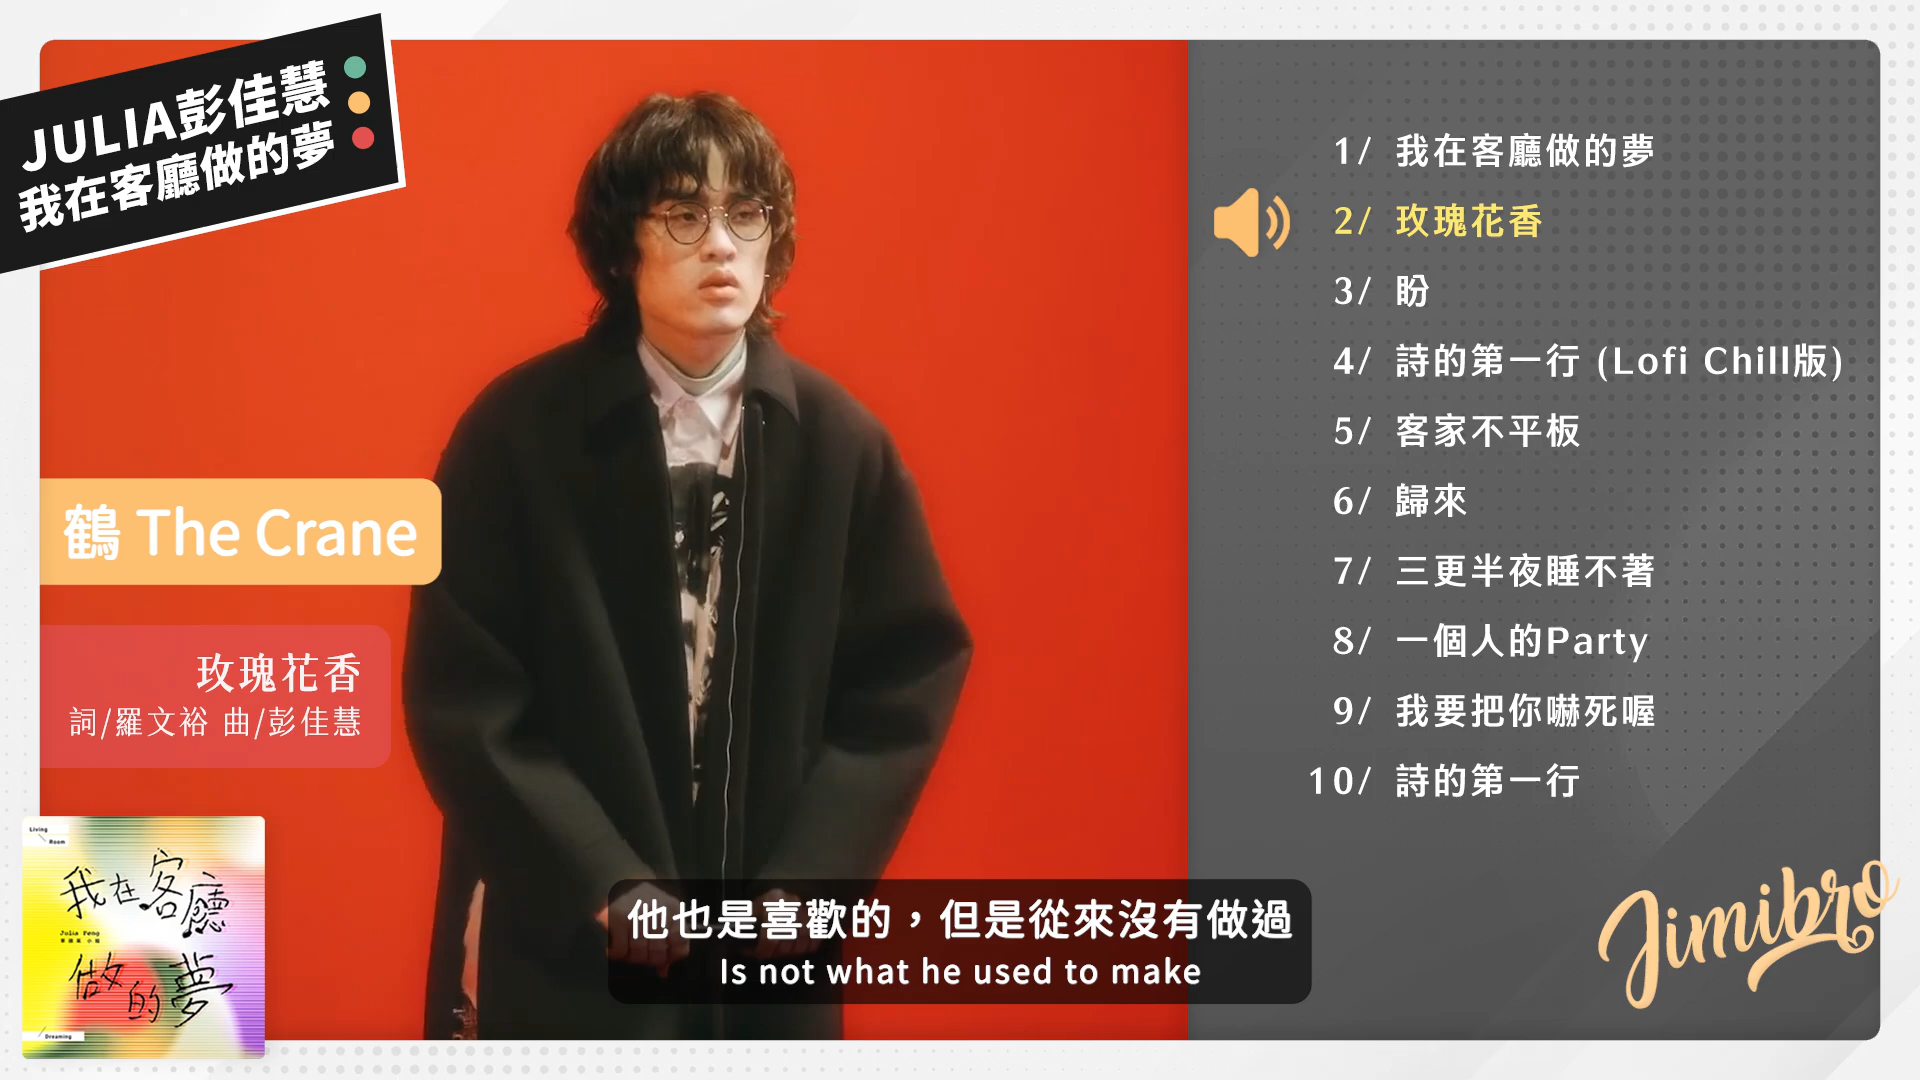 JULIA彭佳慧
我在客廳做的夢
鶴 The Crane
玫瑰花香
詞/羅文裕 曲/彭佳慧
Living
Room
我在客廳
Julia Peng
做的夢
Dreaming
他也是喜歡的，但是從來沒有做過
Is not what he used to make
1/ 我在客廳做的夢
2/ 玫瑰花香
3/ 盼
4/ 詩的第一行 (Lofi Chill版)
5/ 客家不平板
6/ 歸來
7/ 三更半夜睡不著
8/ 一個人的Party
9/ 我要把你嚇死喔
10/ 詩的第一行
Jimibro